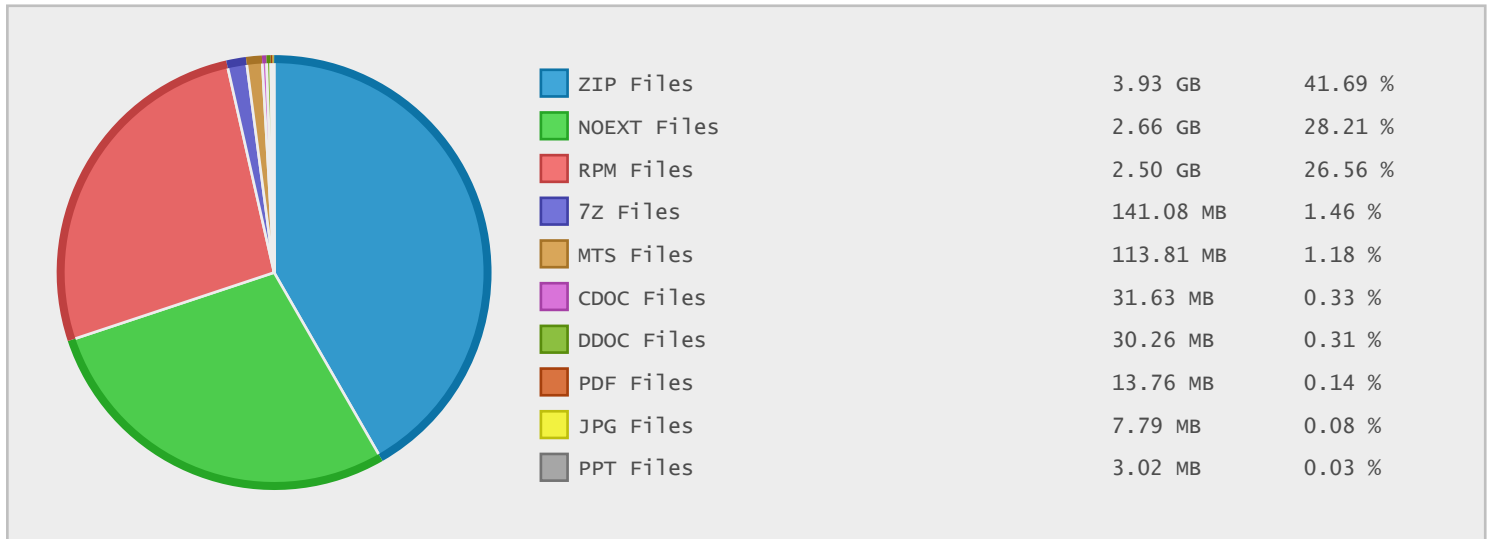 ZIP Files 3.93 GB 41.69 %
NOEXT Files 2.66 GB 28.21 %
RPM Files 2.50 GB 26.56 %
7Z Files 141.08 MB 1.46 %
MTS Files 113.81 MB 1.18 %
CDOC Files 31.63 MB 0.33 %
DDOC Files 30.26 MB 0.31 %
PDF Files 13.76 MB 0.14 %
JPG Files 7.79 MB 0.08 %
PPT Files 3.02 MB 0.03 %